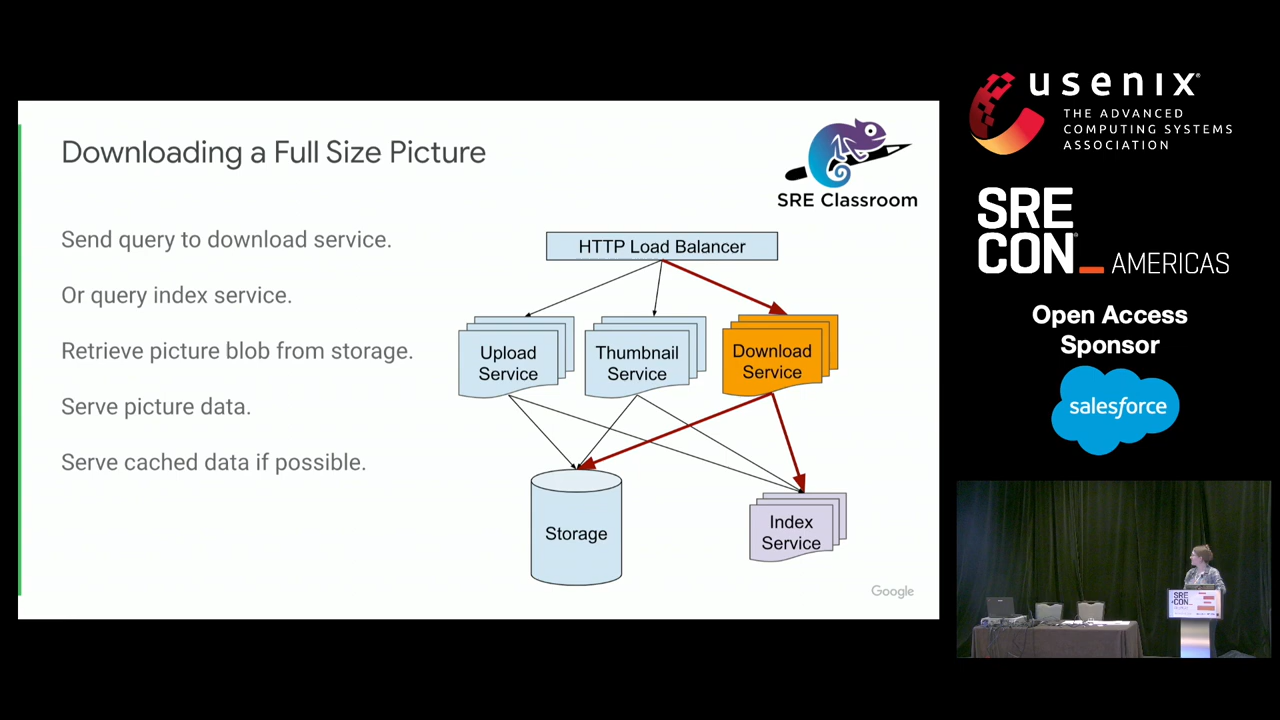 Downloading a Full Size Picture
SRE Classroom
Send query to download service.
Or query index service.
Retrieve picture blob from storage.
Serve picture data.
Serve cached data if possible.
HTTP Load Balancer
Upload
Service
Thumbnail
Service
Download
Service
Storage
Index
Service
Google
usenix
THE ADVANCED
COMPUTING SYSTEMS
ASSOCIATION
SRE
CON_AMERICAS
Open Access
Sponsor
salesforce
SRE
CON_